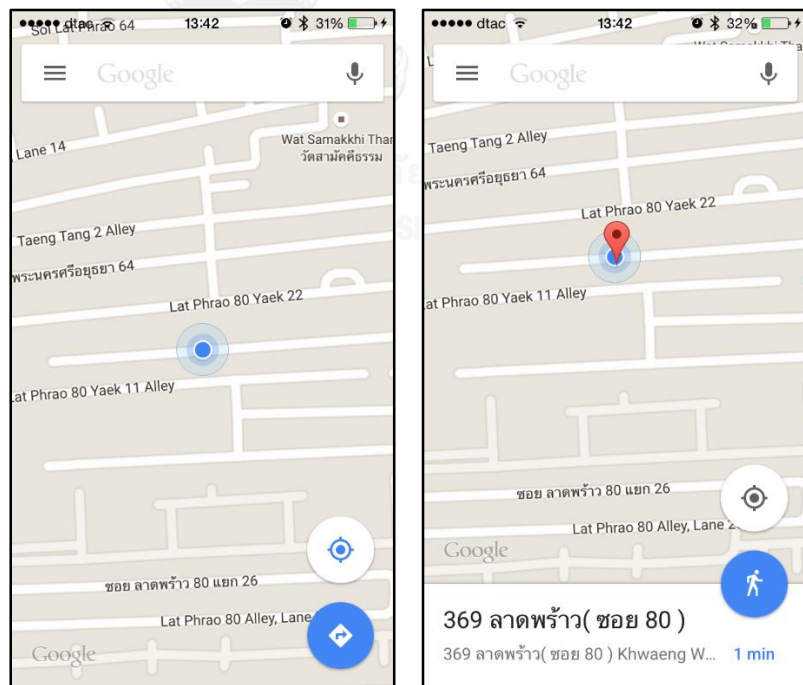 dtac 13:42 31%
Soi Lat Phrao 64
Google
Lane 14
Wat Samakkhi Thar
วัดสามัคคีธรรม
Taeng Tang 2 Alley
พระนครศรีอยุธยา 64
Lat Phrao 80 Yaek 22
Lat Phrao 80 Yaek 11 Alley
ซอย ลาดพร้าว 80 แยก 26
Lat Phrao 80 Alley, Lane
Google
dtac 13:42 32%
Google
Taeng Tang 2 Alley
พระนครศรีอยุธยา 64
Lat Phrao 80 Yaek 22
at Phrao 80 Yaek 11 Alley
ซอย ลาดพร้าว 80 แยก 26
Lat Phrao 80 Alley, Lane 2
Google
369 ลาดพร้าว( ซอย 80 )
369 ลาดพร้าว( ซอย 80 ) Khwaeng W... 1 min